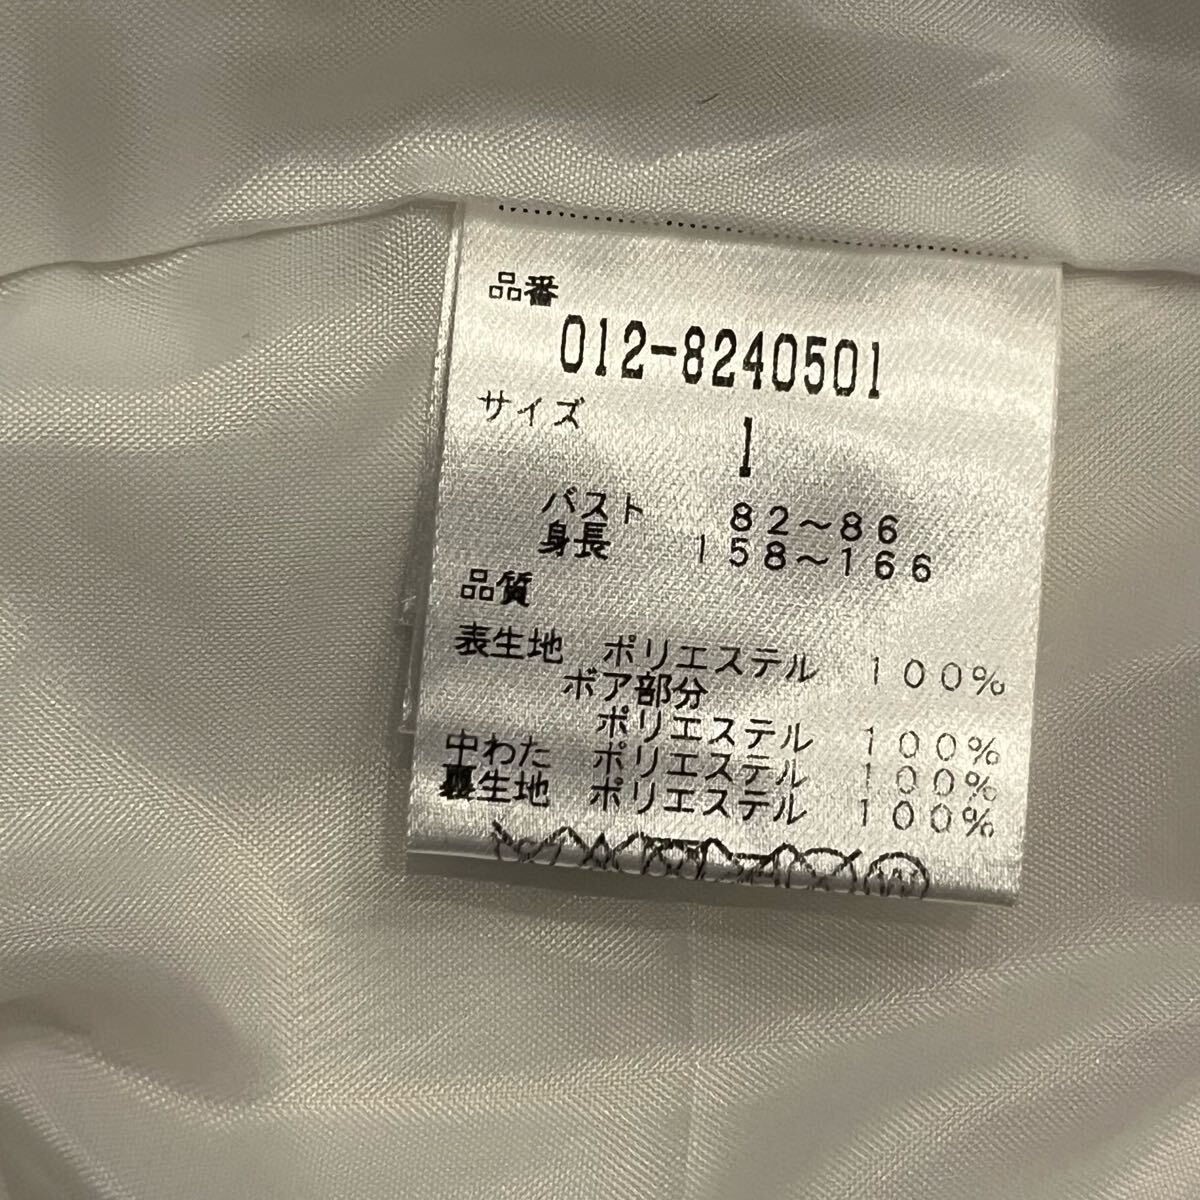 品番
012-8240501
サイズ
1
バスト 82～86
身長 158～166
品質
表生地 ポリエステル 100%
ボア部分
ポリエステル 100%
中わた ポリエステル 100%
裏生地 ポリエステル 100%